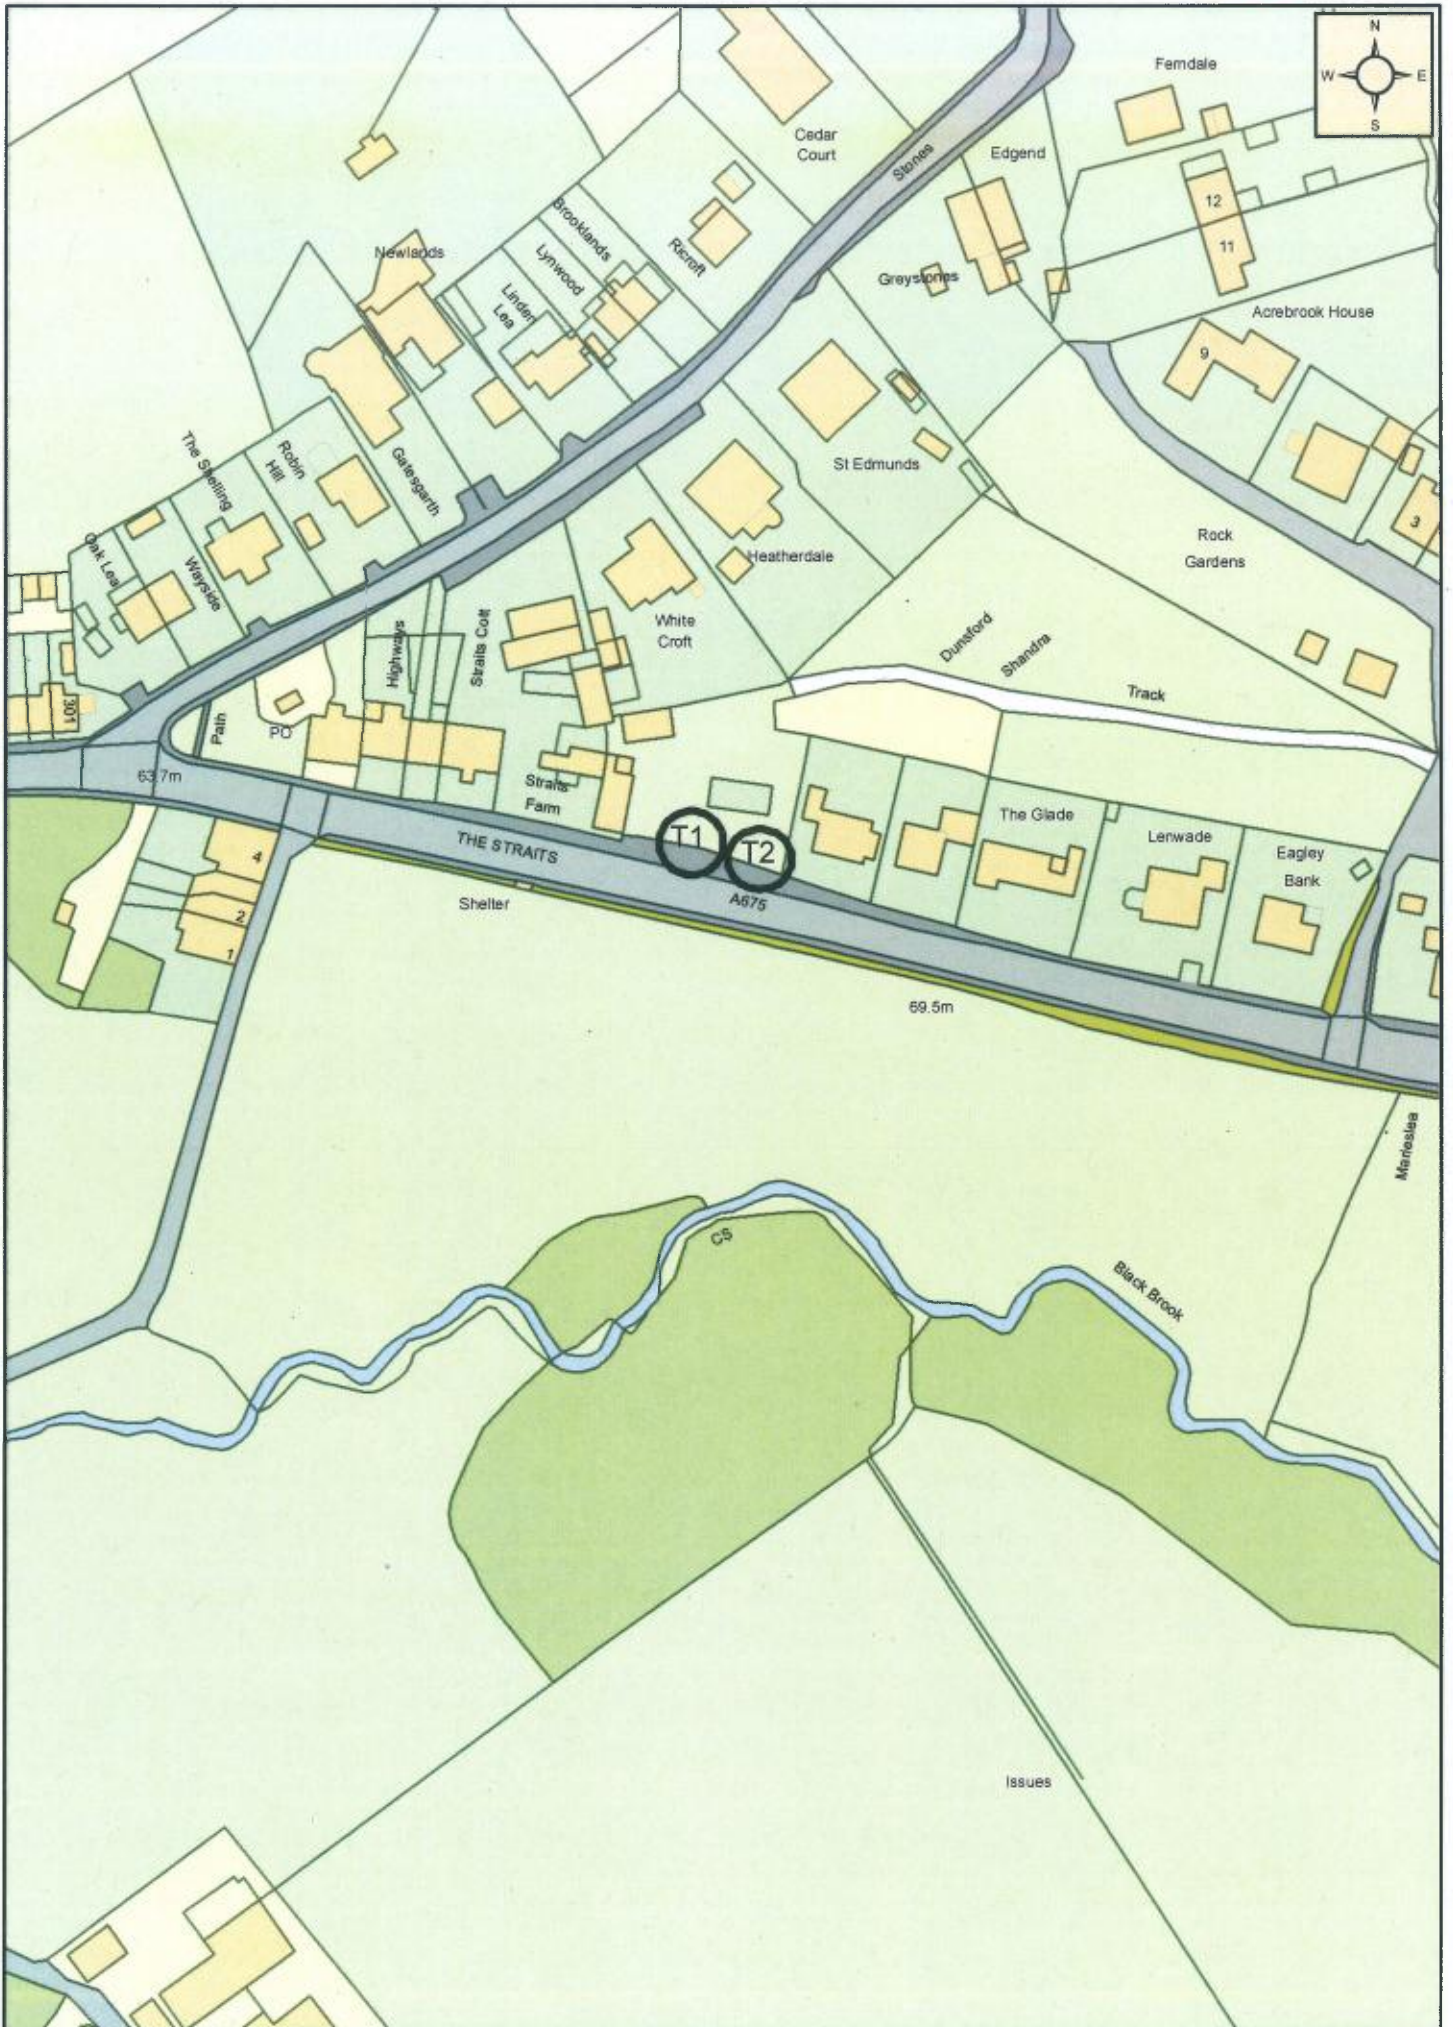 N
W E
S
Ferndale
Cedar
Court
Stones
Edgend
12
11
Brooklands
Lynwood
Ricroft
Newlands
Linden
Lea
Greystones
Acrebrook House
9
The Shelling
Robin
Hill
Gatesgarth
St Edmunds
3
Oak Lea
Wayside
Heatherdale
Rock
Gardens
White
Croft
Highways
Straits Cott
Dunsford
Shandra
Track
301
Path
PO
63.7m
Straits
Farm
THE STRAITS
T1
T2
The Glade
Lenwade
Eagley
Bank
4
2
1
Shelter
A675
69.5m
Marieslea
CS
Black Brook
Issues